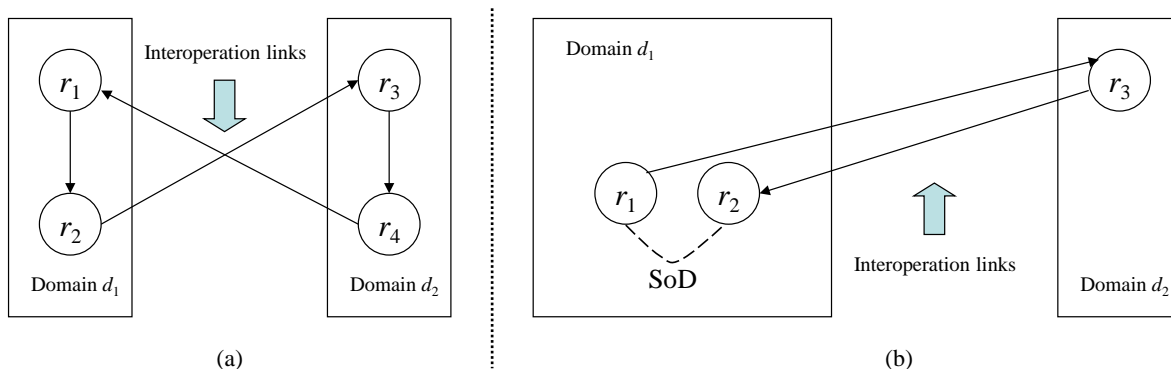 Interoperation links
r1
r3
r2
r4
Domain d1
Domain d2
(a)
Domain d1
r3
r1
r2
SoD
Interoperation links
Domain d2
(b)